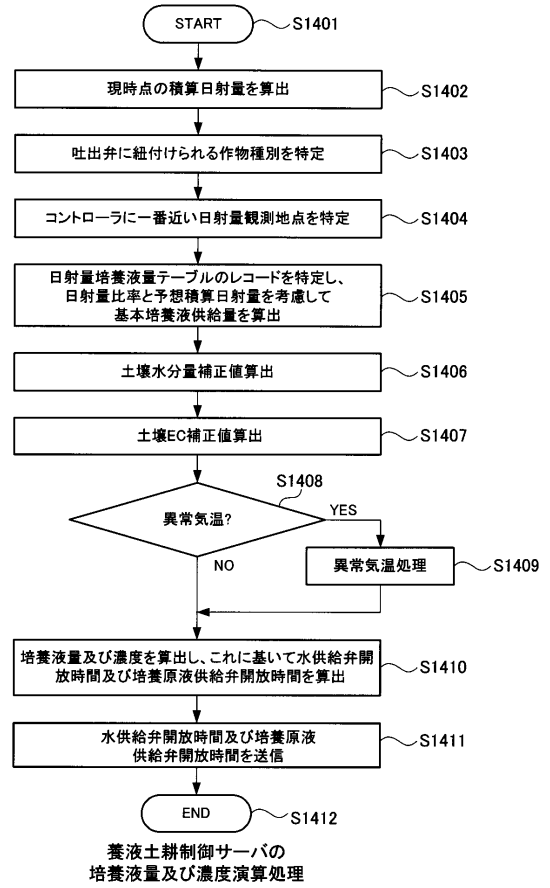 START
S1401
現時点の積算日射量を算出
S1402
吐出弁に紐付けられる作物種別を特定
S1403
コントローラに一番近い日射量観測地点を特定
S1404
日射量培養液量テーブルのレコードを特定し、
日射量比率と予想積算日射量を考慮して
基本培養液供給量を算出
S1405
土壌水分量補正値算出
S1406
土壌EC補正値算出
S1407
S1408
異常気温?
YES
NO
異常気温処理
S1409
培養液量及び濃度を算出し、これに基いて水供給弁開
放時間及び培養原液供給弁開放時間を算出
S1410
水供給弁開放時間及び培養原液
供給弁開放時間を送信
S1411
END
S1412
養液土耕制御サーバの
培養液量及び濃度演算処理